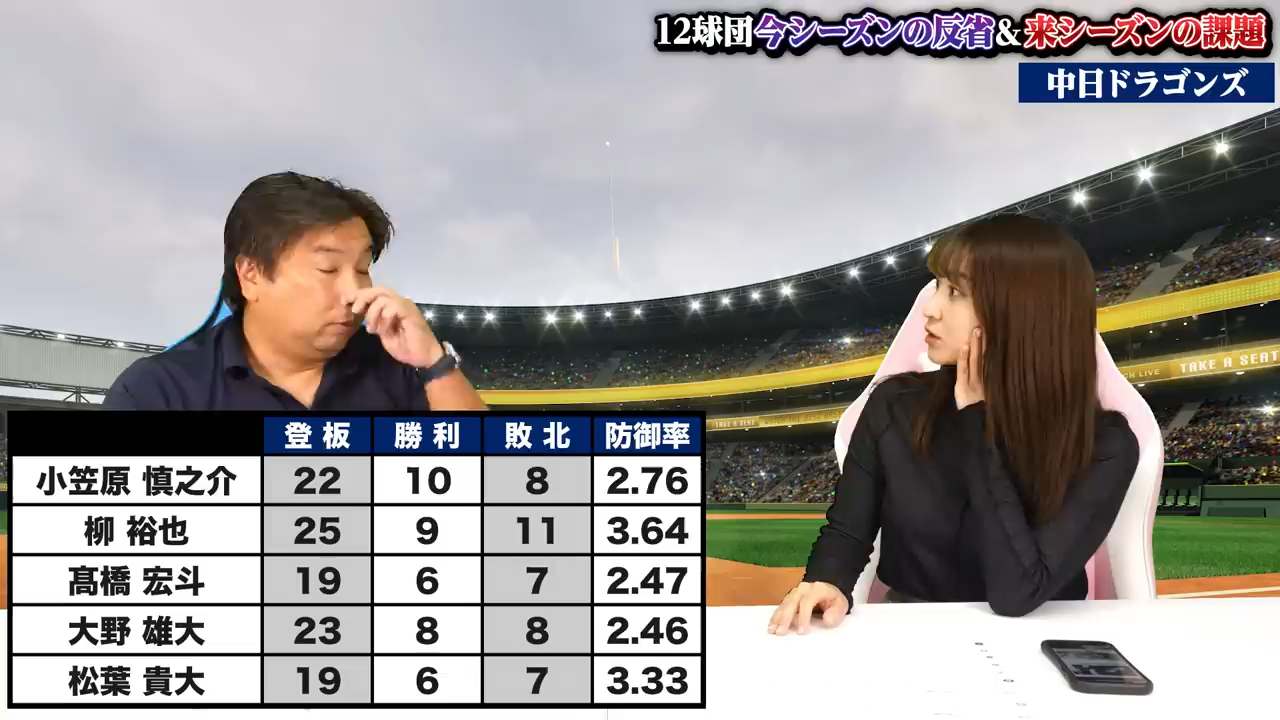 12球団今シーズンの反省&来シーズンの課題
中日ドラゴンズ
TAKE A SEAT
TAKE A SEAT
登板 勝利 敗北 防御率
小笠原 慎之介 22 10 8 2.76
柳 裕也 25 9 11 3.64
髙橋 宏斗 19 6 7 2.47
大野 雄大 23 8 8 2.46
松葉 貴大 19 6 7 3.33